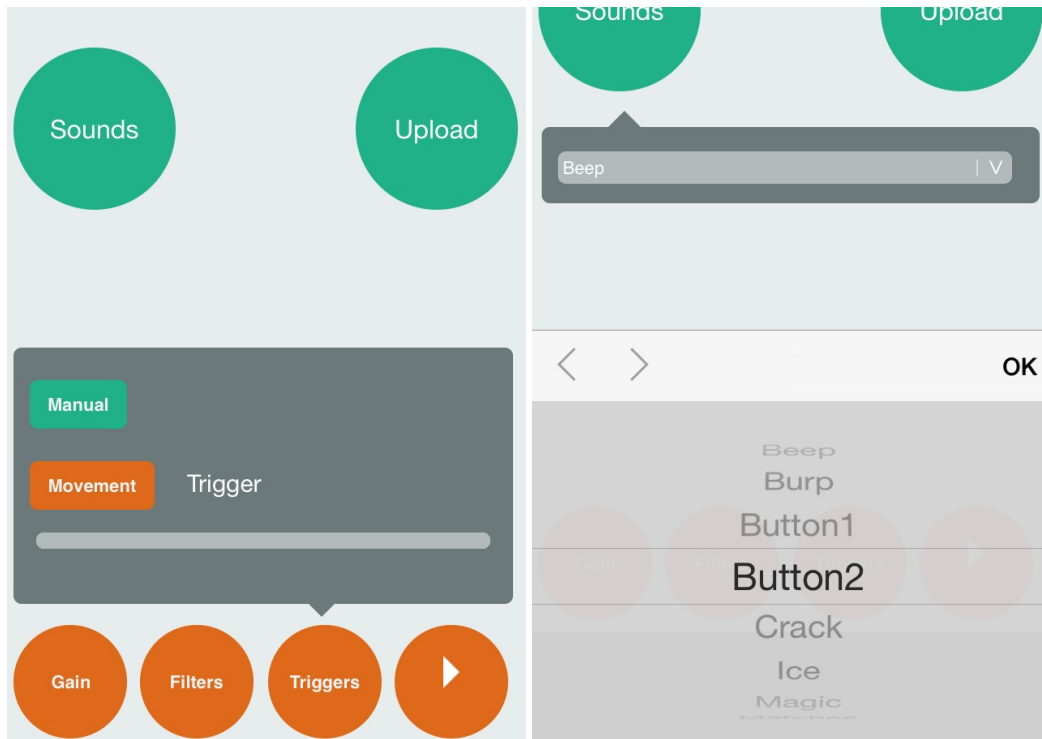 Sounds
Upload
Manual
Movement
Trigger
Gain
Filters
Triggers
Sounds
Upload
Beep
V
OK
Beep
Burp
Button1
Button2
Crack
Ice
Magic
Gain